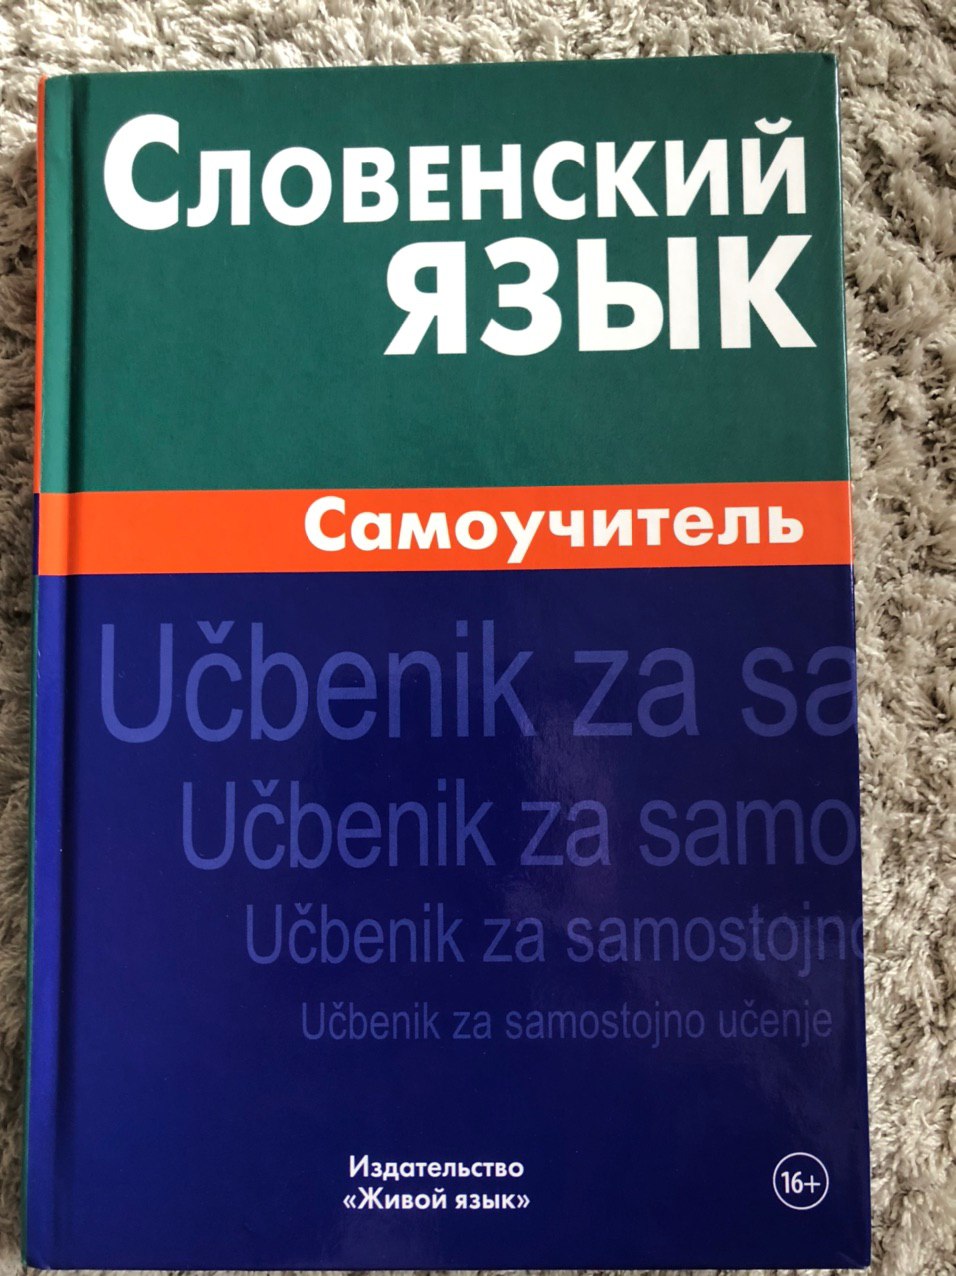 Словенский
язык
Самоучитель
Učbenik za sa
Učbenik za samo
Učbenik za samostojno
Učbenik za samostojno učenje
Издательство
«Живой язык»
16+